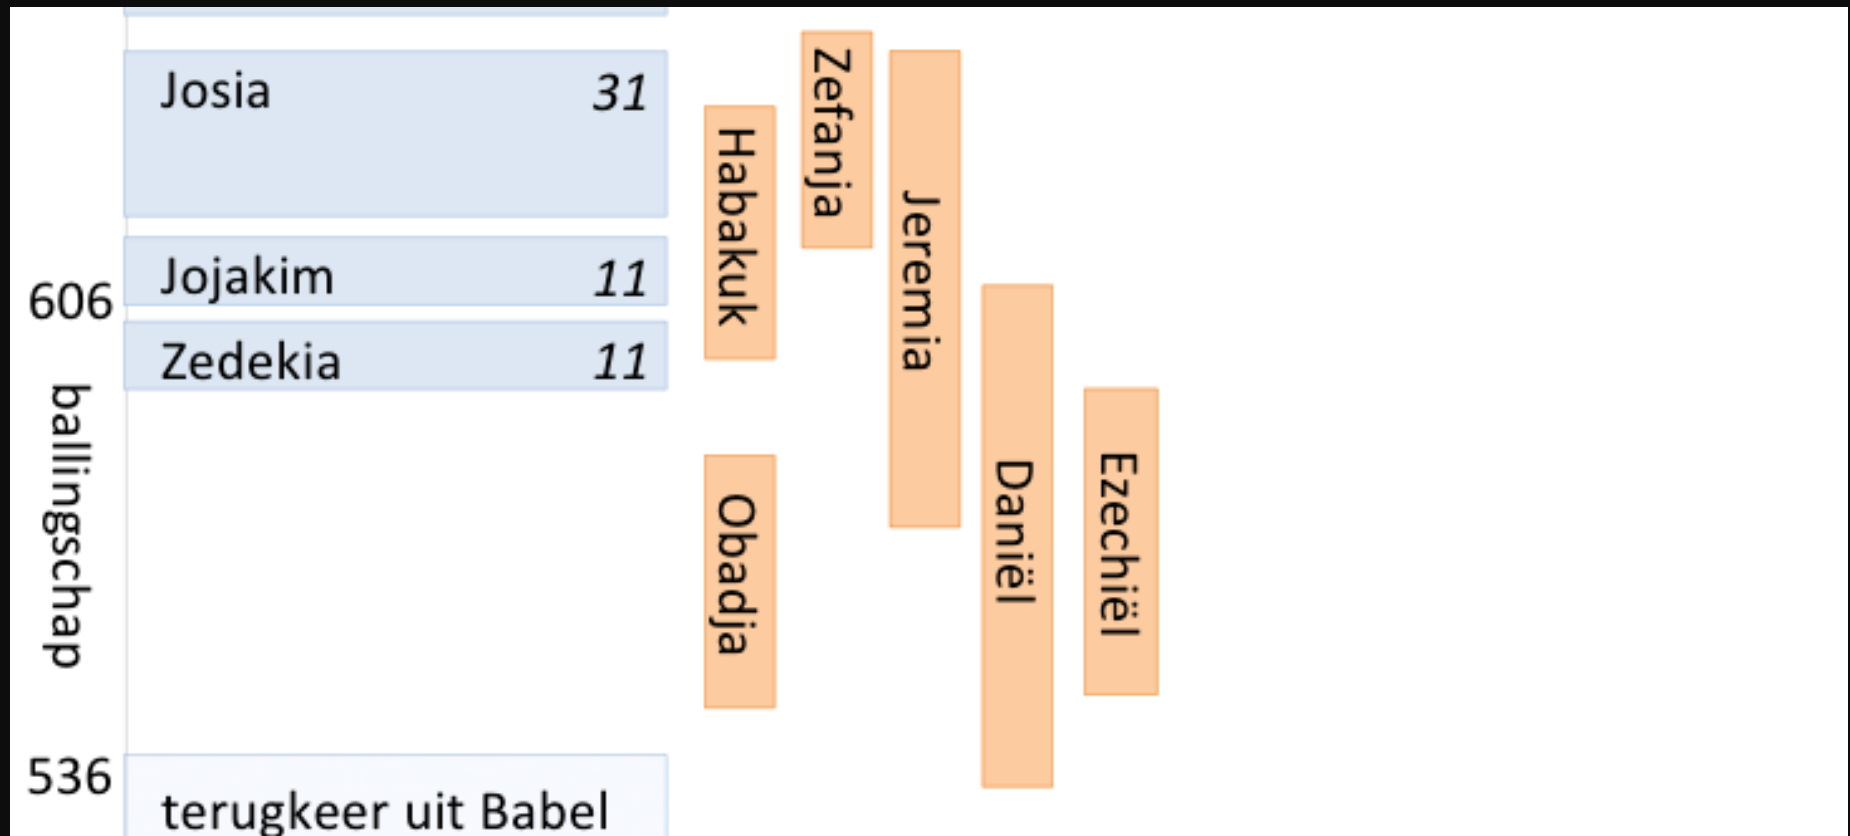 Josia 31
Jojakim 11
606
Zedekia 11
ballingschap
536
terugkeer uit Babel
Habakuk
Zefanja
Jeremia
Obadja
Daniël
Ezechiël